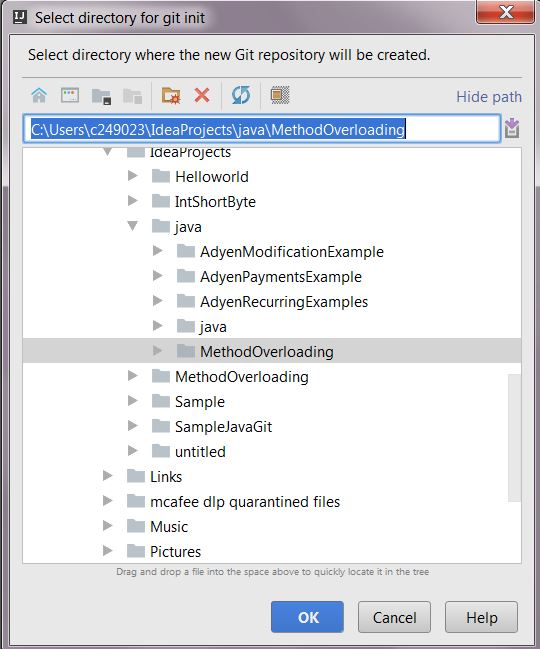 Select directory for git init
Select directory where the new Git repository will be created.
Hide path
C:\Users\c249023\IdeaProjects\java\MethodOverloading
IdeaProjects
Helloworld
IntShortByte
java
AdyenModificationExample
AdyenPaymentsExample
AdyenRecurringExamples
java
MethodOverloading
MethodOverloading
Sample
SampleJavaGit
untitled
Links
mcafee dlp quarantined files
Music
Pictures
Drag and drop a file into the space above to quickly locate it in the tree
OK Cancel Help